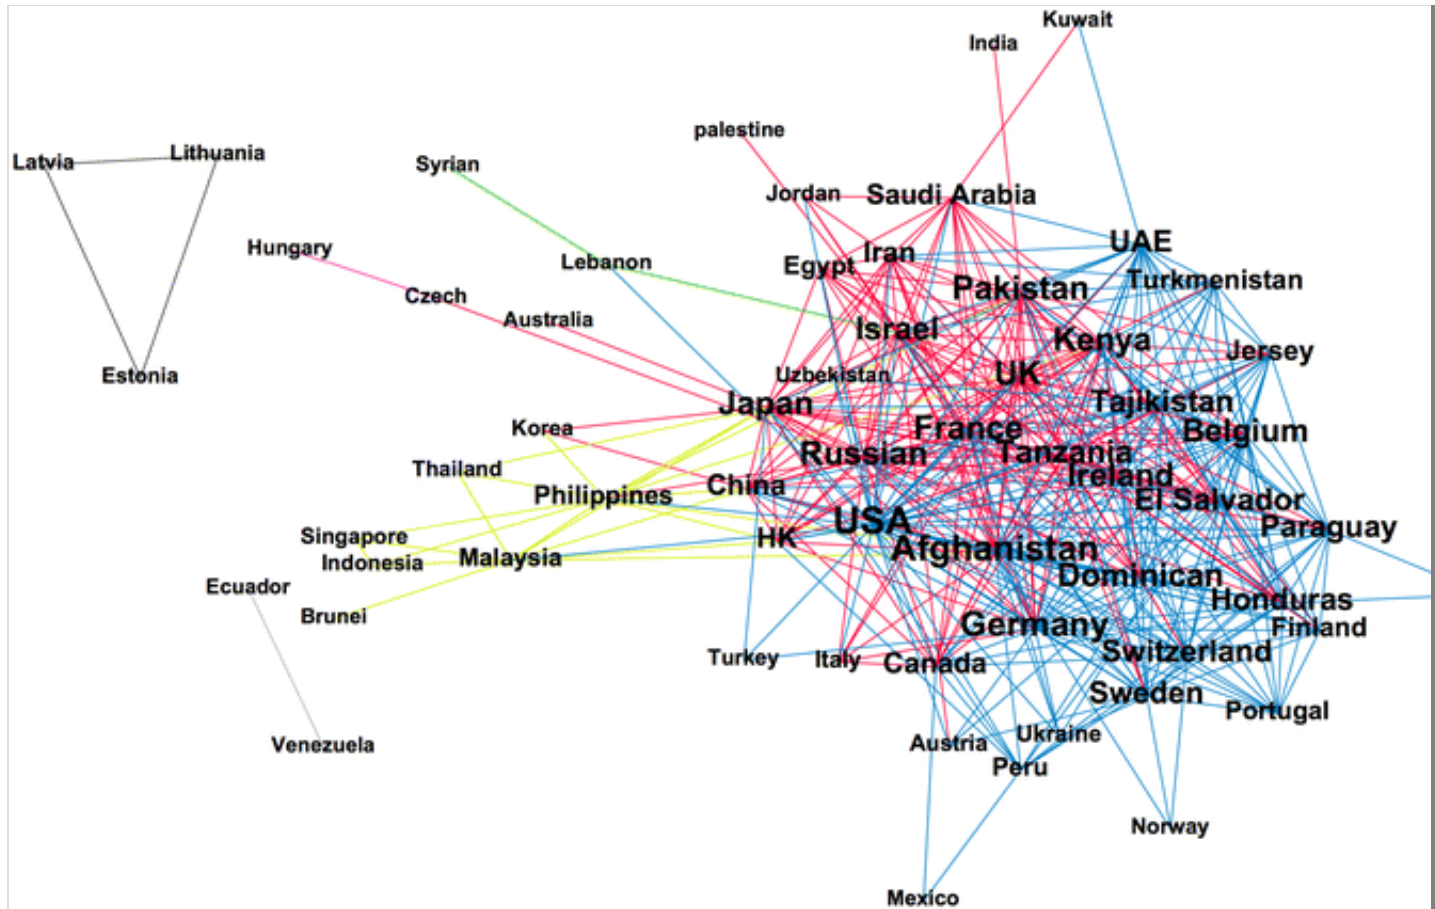 Kuwait
India
palestine
Lithuania
Latvia
Syrian
Jordan
Saudi Arabia
Hungary
Lebanon
Egypt
Iran
UAE
Turkmenistan
Czech
Pakistan
Australia
Israel
Kenya
Jersey
Estonia
Uzbekistan
UK
Japan
Tajikistan
Korea
France
Belgium
Thailand
Russian
Tanzania
Ireland
Philippines
China
El Salvador
Singapore
USA
Paraguay
HK
Indonesia
Malaysia
Afghanistan
Ecuador
Dominican
Honduras
Brunei
Germany
Finland
Turkey
Italy
Canada
Switzerland
Sweden
Portugal
Venezuela
Austria
Ukraine
Peru
Norway
Mexico